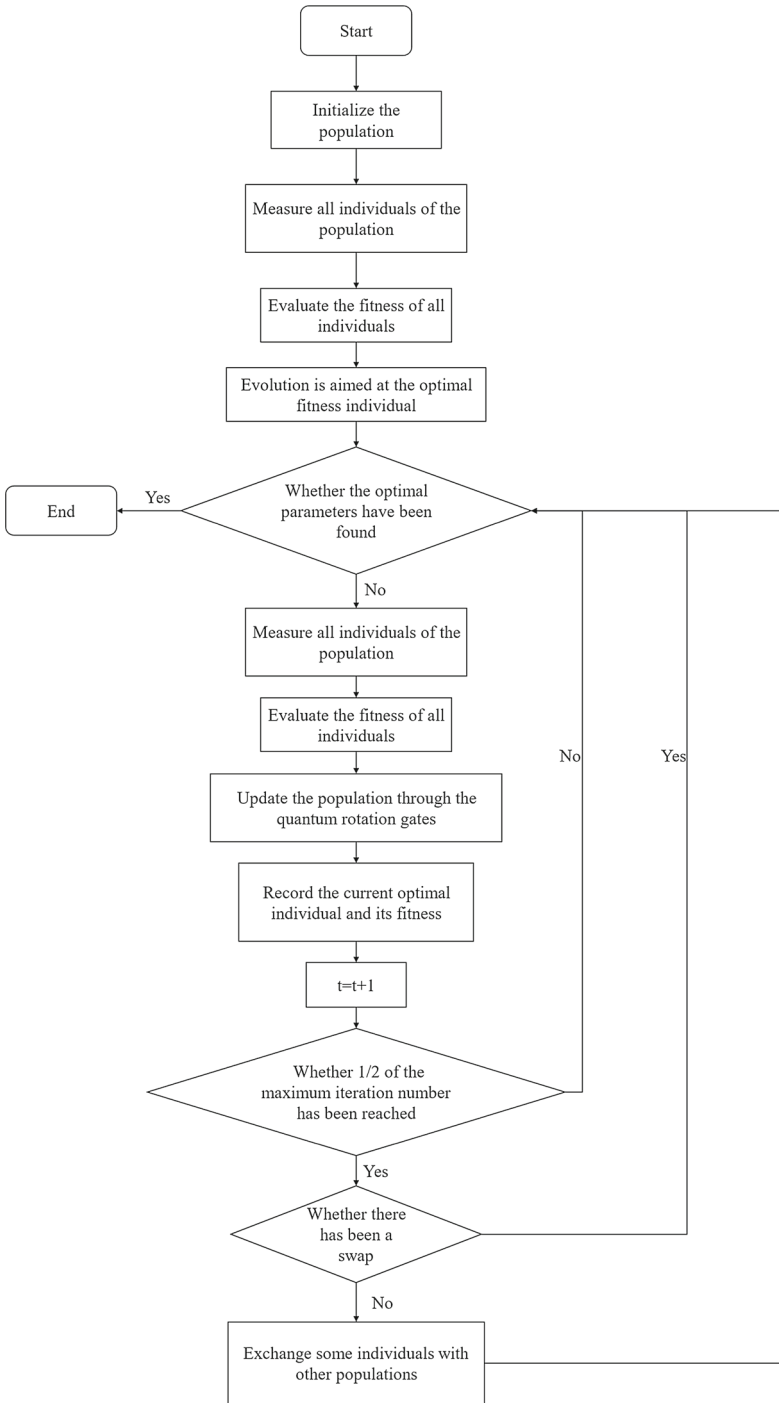 Start
Initialize the
population
Measure all individuals of the
population
Evaluate the fitness of all
individuals
Evolution is aimed at the optimal
fitness individual
Whether the optimal
parameters have been
found
Yes
End
No
Measure all individuals of the
population
Evaluate the fitness of all
individuals
No
Yes
Update the population through the
quantum rotation gates
Record the current optimal
individual and its fitness
t=t+1
Whether 1/2 of the
maximum iteration number
has been reached
Yes
Whether there
has been a
swap
No
Exchange some individuals with
other populations